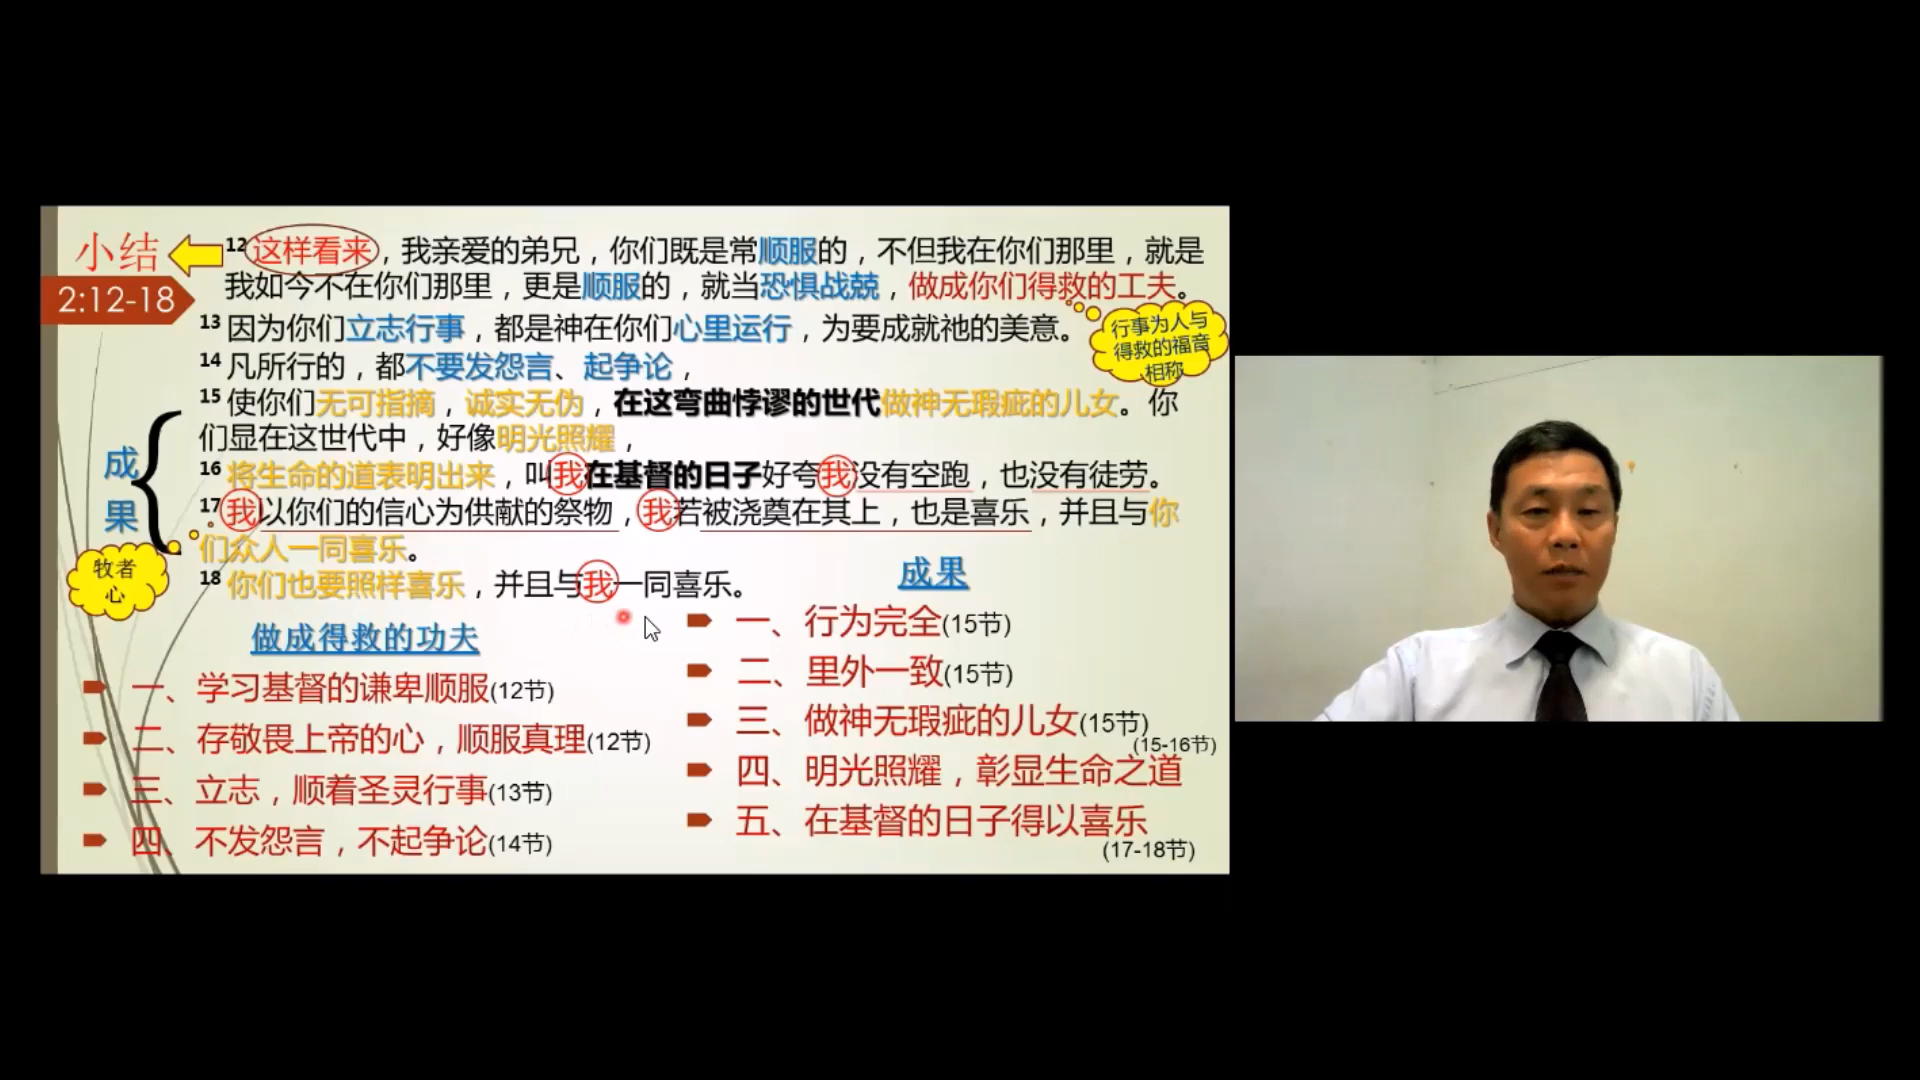 小结
2:12-18
12 这样看来，我亲爱的弟兄，你们既是常顺服的，不但我在你们那里，就是
我如今不在你们那里，更是顺服的，就当恐惧战兢，做成你们得救的工夫。
13 因为你们立志行事，都是神在你们心里运行，为要成就祂的美意。
行事为人与
得救的福音
相称
14 凡所行的，都不要发怨言、起争论，
15 使你们无可指摘，诚实无伪，在这弯曲悖谬的世代做神无瑕疵的儿女。你
们显在这世代中，好像明光照耀，
16 将生命的道表明出来，叫我在基督的日子好夸我没有空跑，也没有徒劳。
17 我以你们的信心为供献的祭物，我若被浇奠在其上，也是喜乐，并且与你
们众人一同喜乐。
18 你们也要照样喜乐，并且与我一同喜乐。
成
果
牧者
心
做成得救的功夫
一、学习基督的谦卑顺服(12节)
二、存敬畏上帝的心，顺服真理(12节)
三、立志，顺着圣灵行事(13节)
四、不发怨言，不起争论(14节)
成果
一、行为完全(15节)
二、里外一致(15节)
三、做神无瑕疵的儿女(15节)
(15-16节)
四、明光照耀，彰显生命之道
五、在基督的日子得以喜乐
(17-18节)